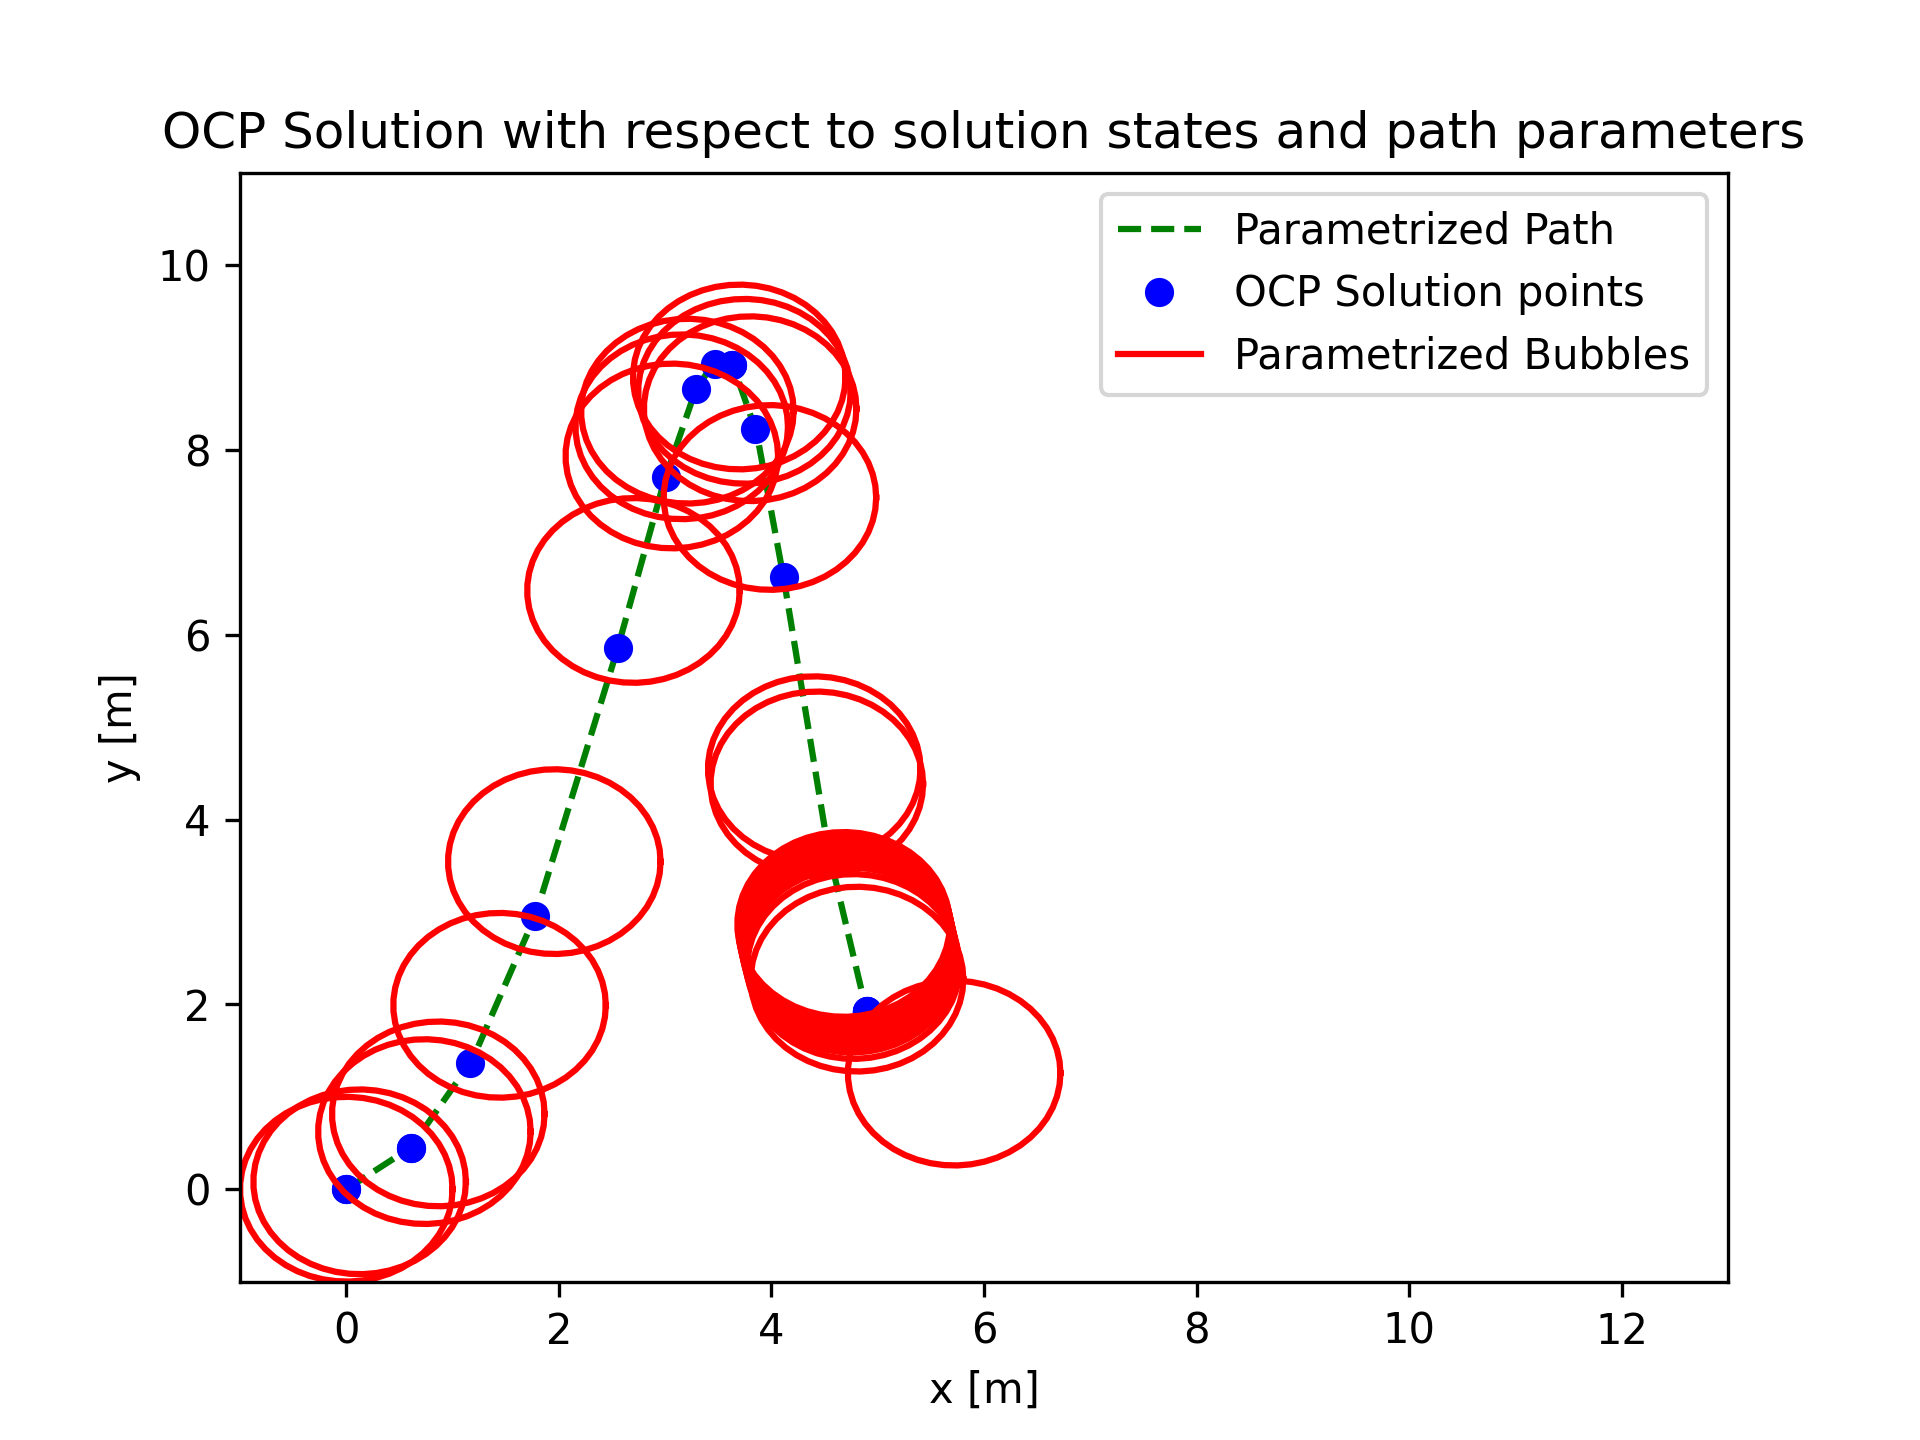 OCP Solution with respect to solution states and path parameters
Parametrized Path
OCP Solution points
Parametrized Bubbles
10
8
6
4
2
0
y [m]
0 2 4 6 8 10 12
x [m]